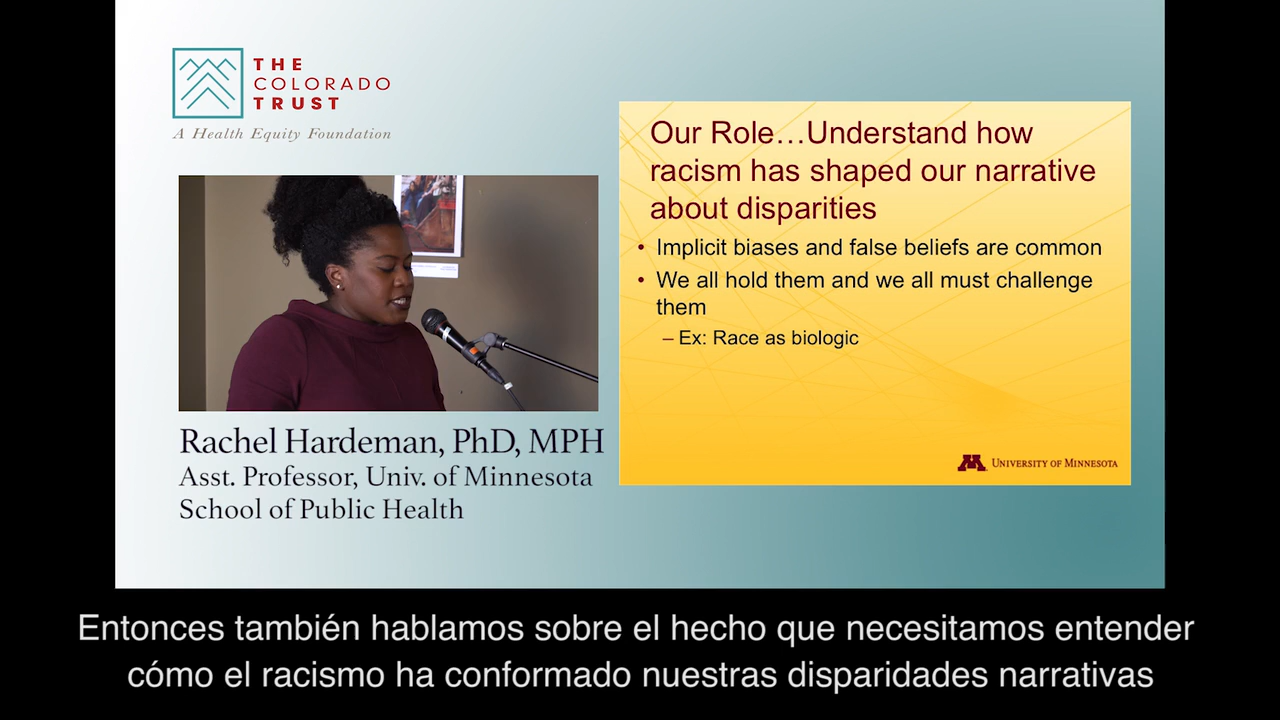 THE
COLORADO
TRUST
A Health Equity Foundation
Our Role…Understand how
racism has shaped our narrative
about disparities
• Implicit biases and false beliefs are common
• We all hold them and we all must challenge
them
– Ex: Race as biologic
M UNIVERSITY OF MINNESOTA
Rachel Hardeman, PhD, MPH
Asst. Professor, Univ. of Minnesota
School of Public Health
Entonces también hablamos sobre el hecho que necesitamos entender
cómo el racismo ha conformado nuestras disparidades narrativas